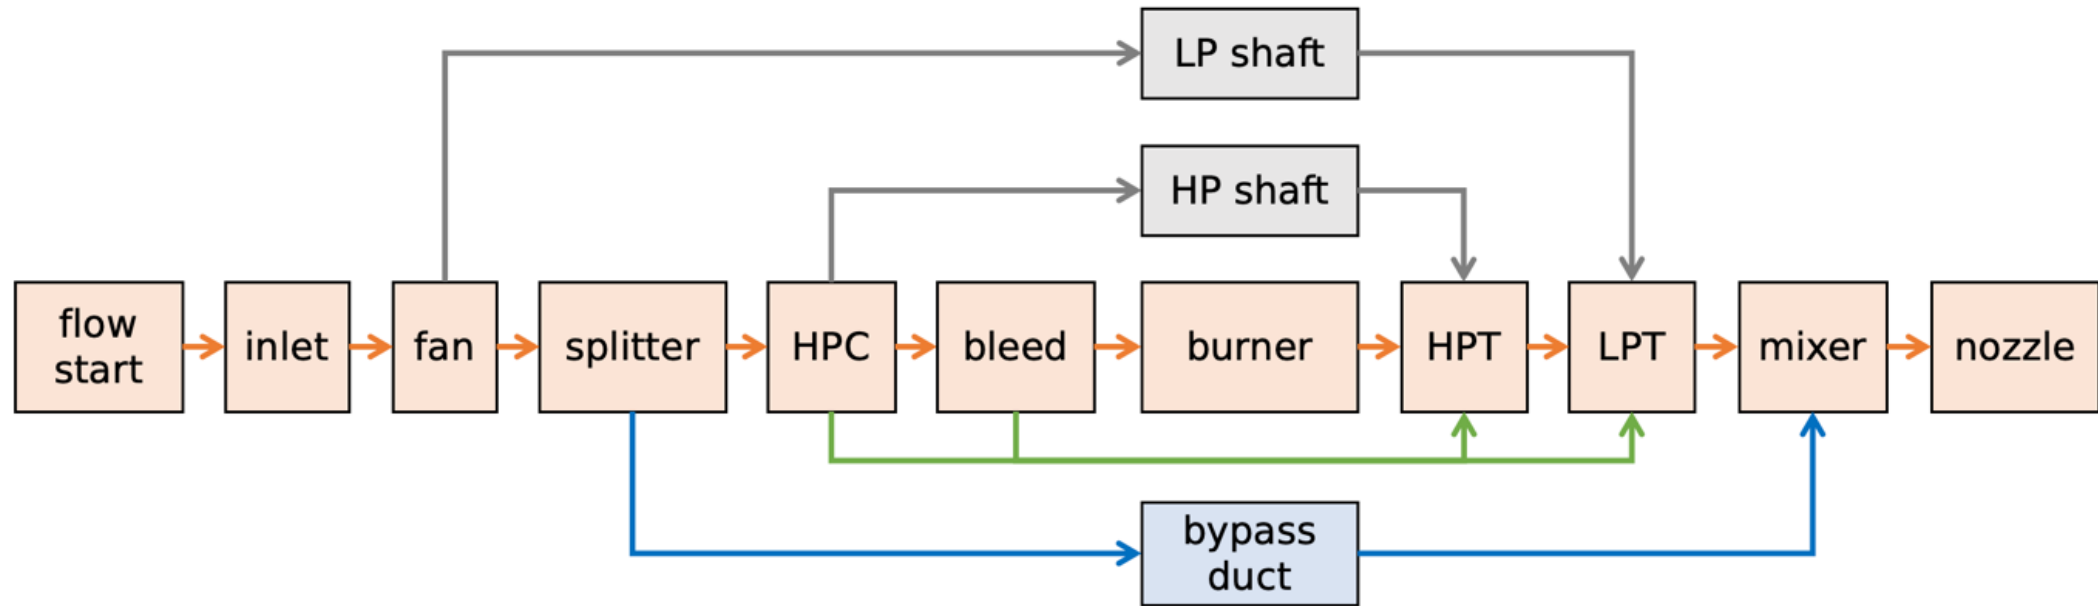 LP shaft
HP shaft
flow
start
inlet
fan
splitter
HPC
bleed
burner
HPT
LPT
mixer
nozzle
bypass
duct